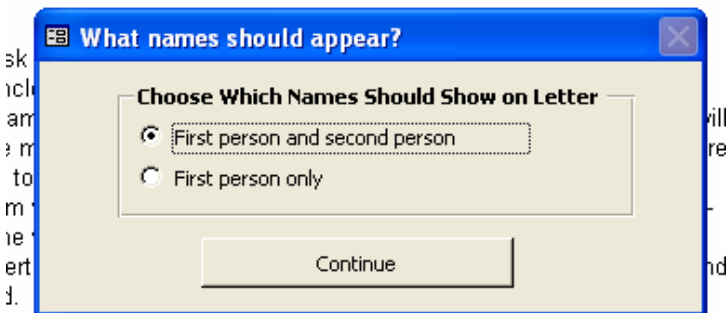 What names should appear?
Choose Which Names Should Show on Letter
First person and second person
First person only
Continue
to
d.